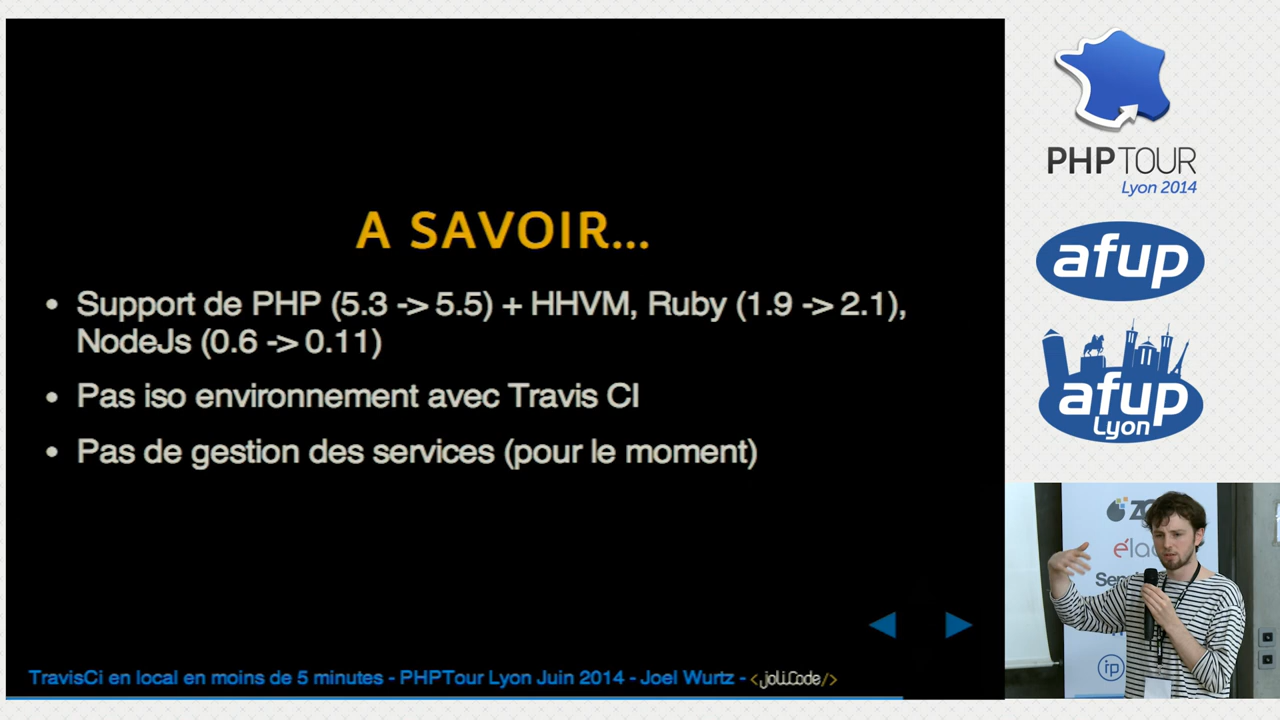 A SAVOIR...
• Support de PHP (5.3 -> 5.5) + HHVM, Ruby (1.9 -> 2.1),
NodeJs (0.6 -> 0.11)
• Pas iso environnement avec Travis CI
• Pas de gestion des services (pour le moment)
TravisCi en local en moins de 5 minutes - PHPTour Lyon Juin 2014 - Joel Wurtz - <joliCode/>
PHPTOUR
Lyon 2014
afup
afup
Lyon
ip